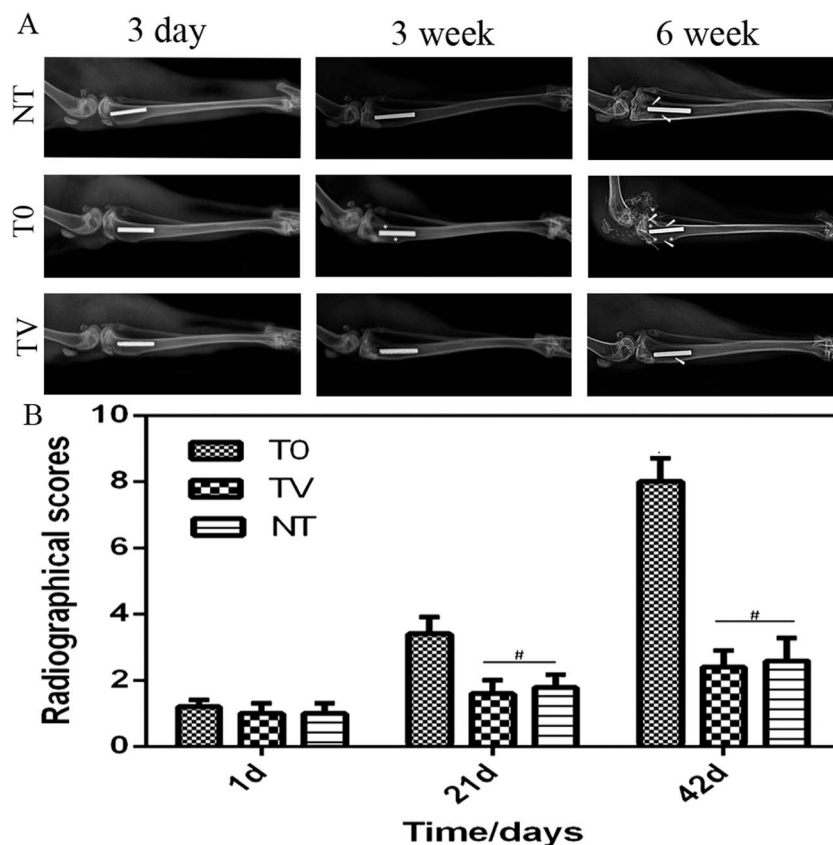 A
3 day
3 week
6 week
NT
T0
TV
B
10
8
6
4
2
0
Radiographical scores
T0
TV
NT
#
#
1d
21d
42d
Time/days